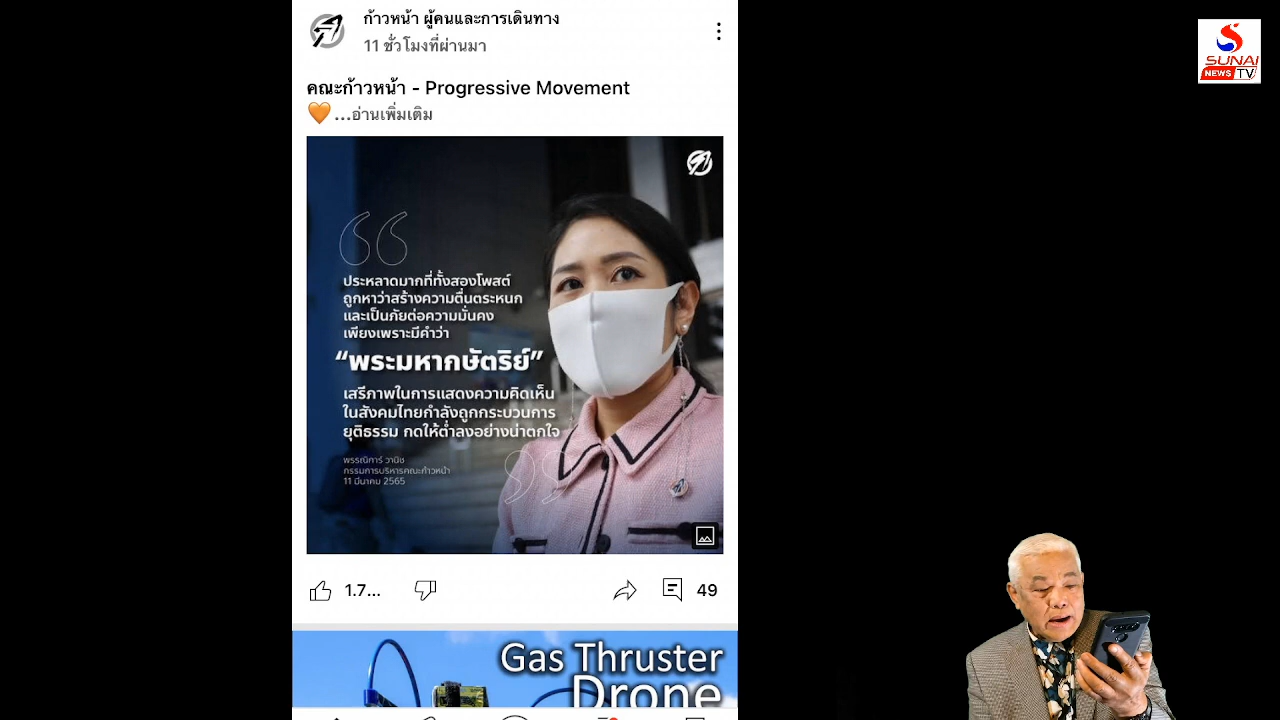 ก้าวหน้า ผู้คนและการเดินทาง
11 ชั่วโมงที่ผ่านมา
SUNAI
NEWS TV
คณะก้าวหน้า - Progressive Movement
🧡 ...อ่านเพิ่มเติม
ประหลาดมากที่ทั้งสองโพสต์
ถูกหาว่าสร้างความตื่นตระหนก
และเป็นภัยต่อความมั่นคง
เพียงเพราะมีคำว่า
“พระมหากษัตริย์”
เสรีภาพในการแสดงความคิดเห็น
ในสังคมไทยกำลังถูกกระบวนการ
ยุติธรรม กดให้ต่ำลงอย่างน่าตกใจ
พรรณิการ์ วานิช
กรรมการบริหารคณะก้าวหน้า
11 มีนาคม 2565
1.7...
49
Gas Thruster
Drone